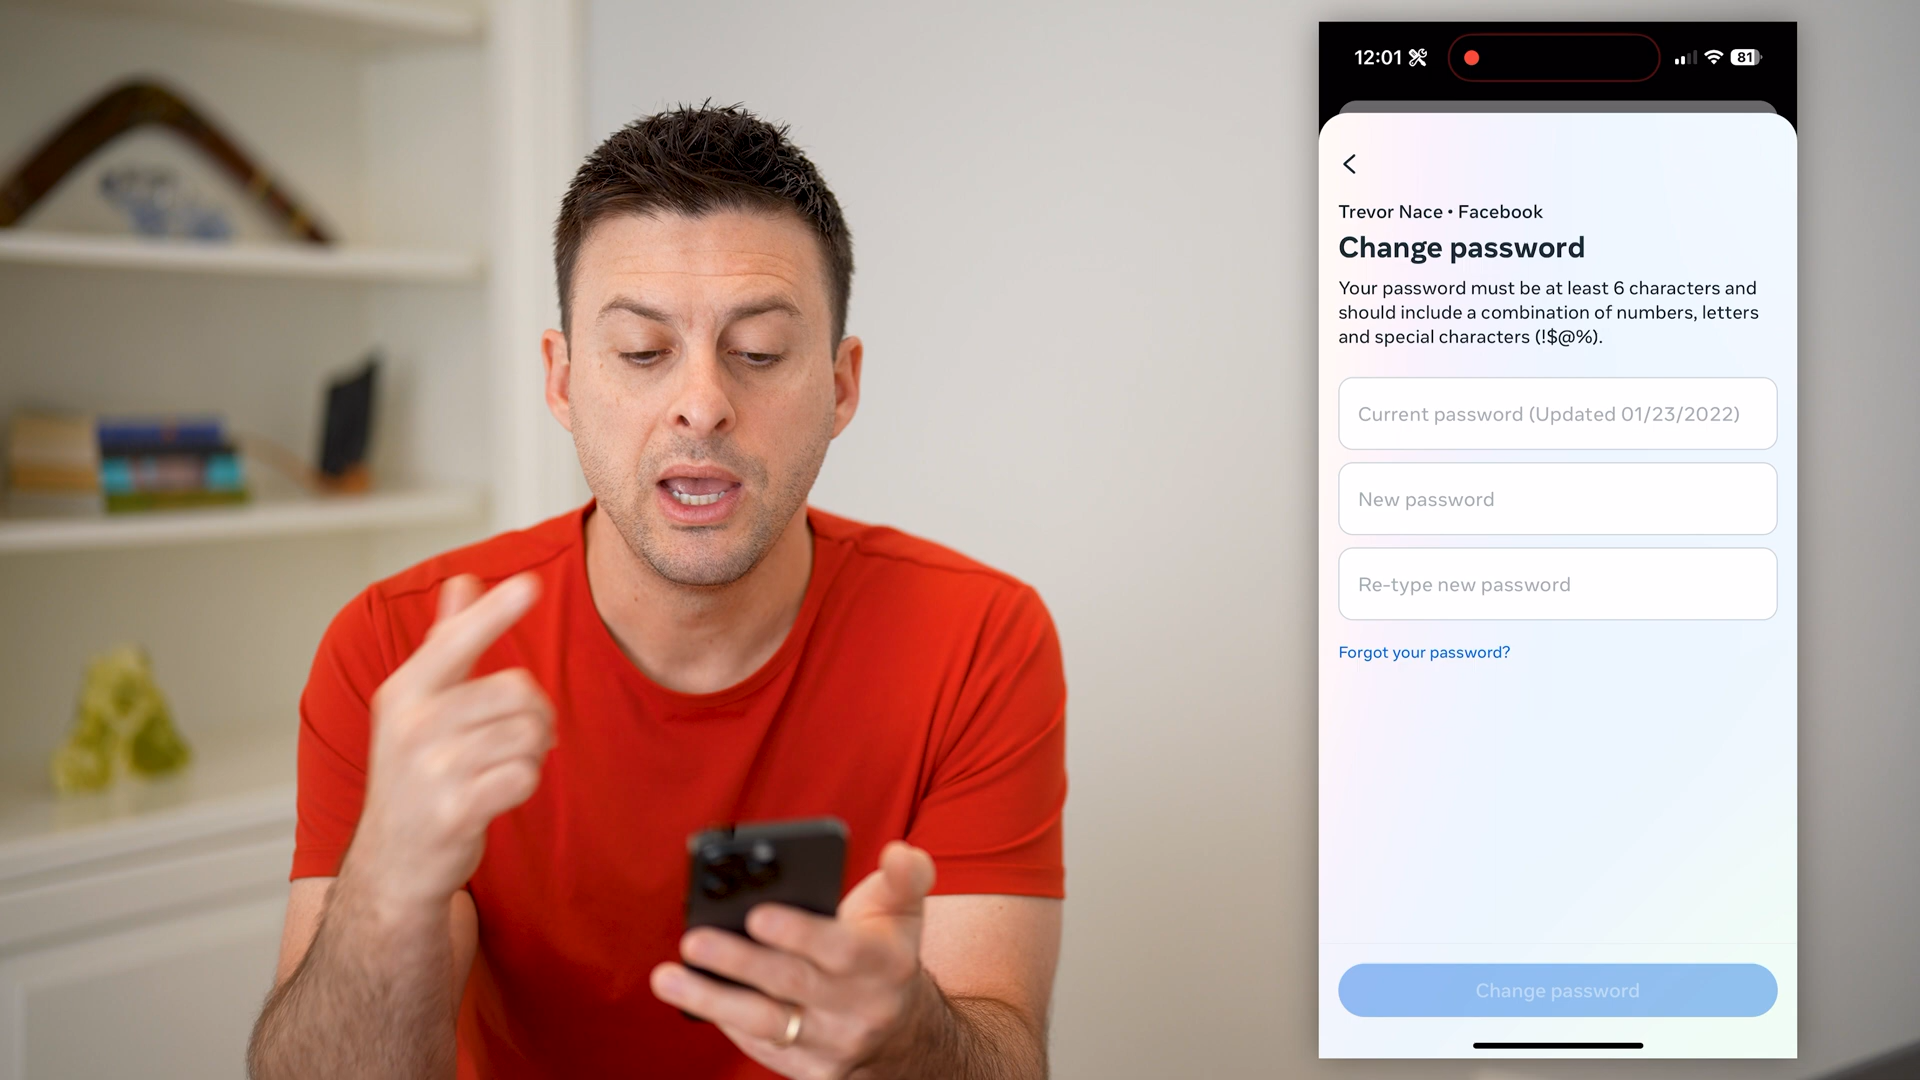 12:01
81
Trevor Nace • Facebook
Change password
Your password must be at least 6 characters and
should include a combination of numbers, letters
and special characters (!$@%).
Current password (Updated 01/23/2022)
New password
Re-type new password
Forgot your password?
Change password